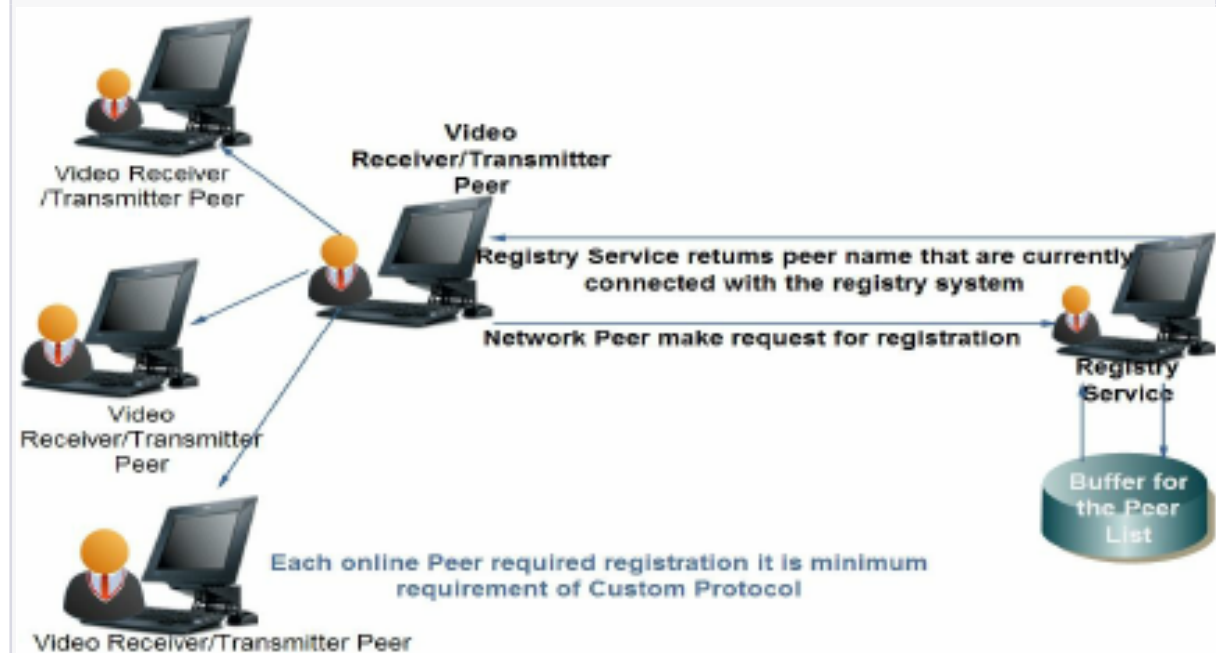 Video Receiver
/Transmitter Peer
Video
Receiver/Transmitter
Peer
Registry Service returns peer name that are currently
connected with the registry system
Network Peer make request for registration
Registry
Service
Video
Receiver/Transmitter
Peer
Buffer for
the Peer
List
Each online Peer required registration it is minimum
requirement of Custom Protocol
Video Receiver/Transmitter Peer